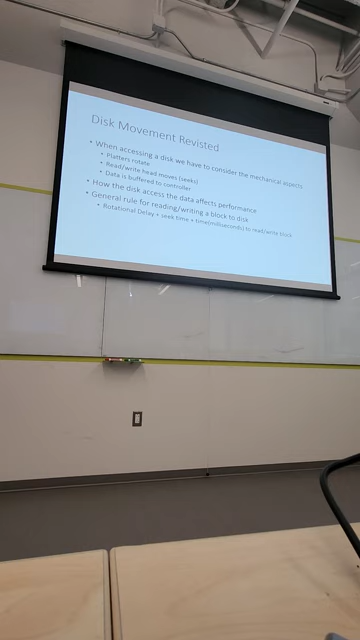 Disk Movement Revisted
• When accessing a disk we have to consider the mechanical aspects
• Platters rotate
• Read/write head moves (seeks)
• Data is buffered to controller
• How the disk access the data affects performance
• General rule for reading/writing a block to disk
• Rotational Delay + seek time + time(milliseconds) to read/write block